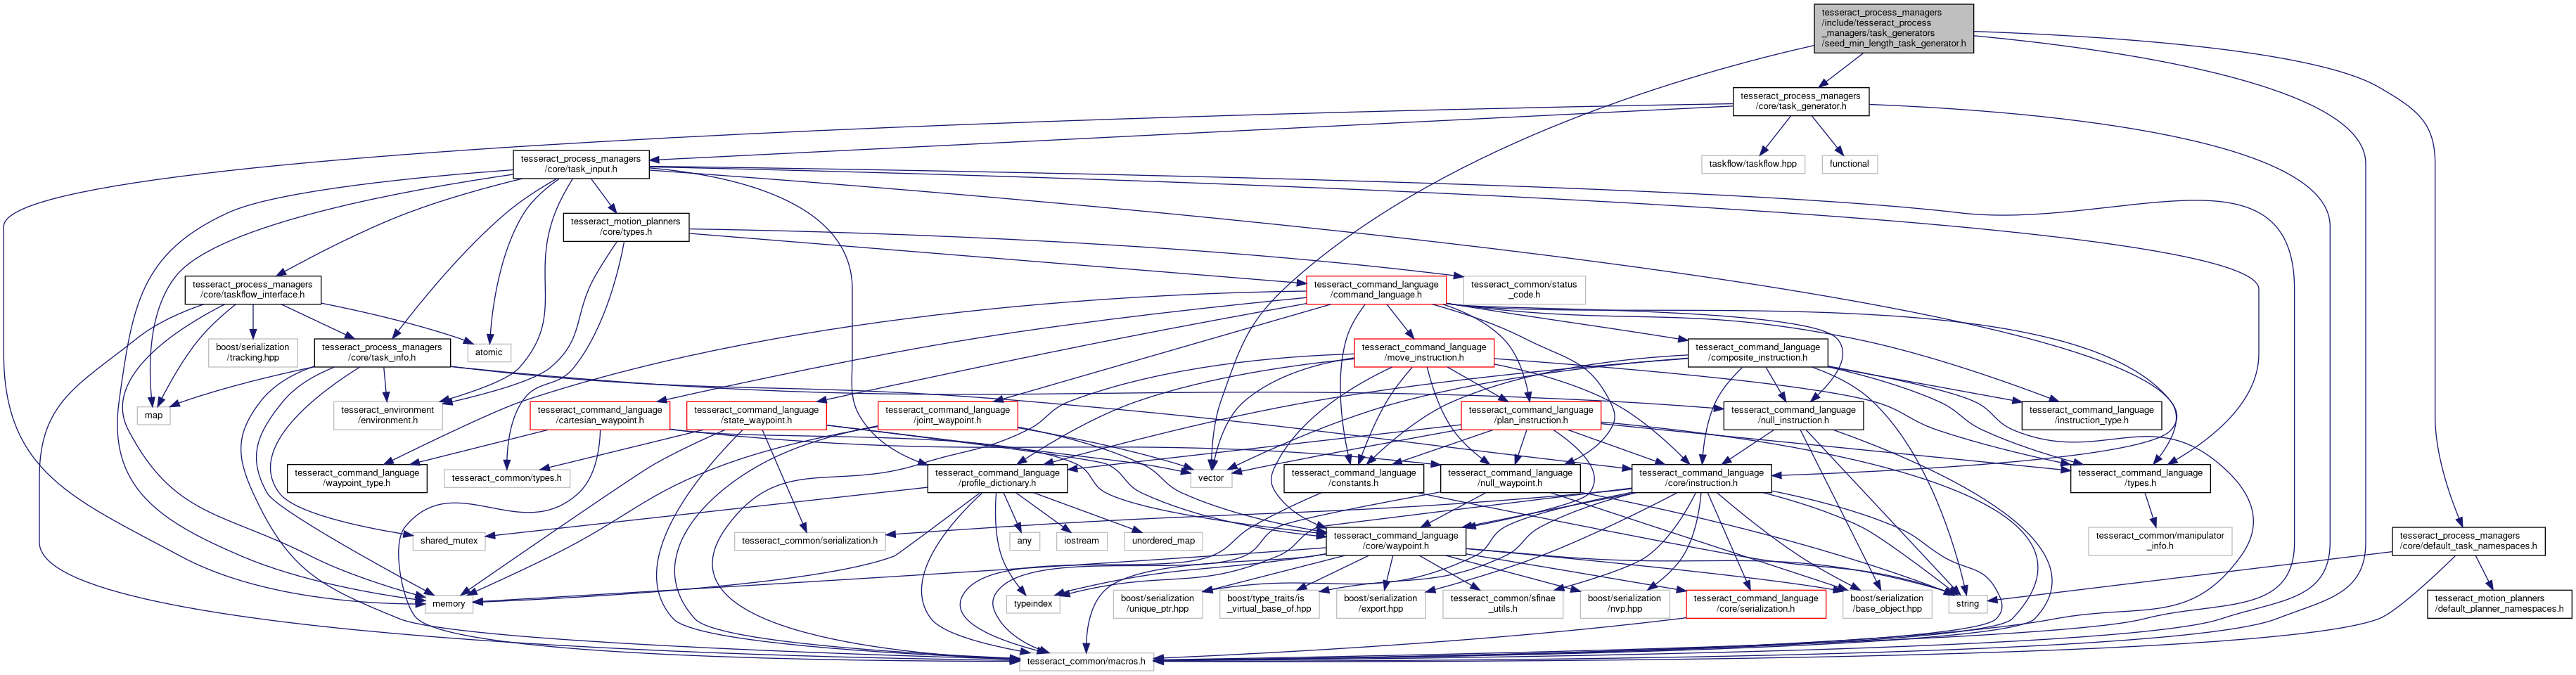 tesseract_process_managers
/include/tesseract_process
_managers/task_generators
/seed_min_length_task_generator.h
tesseract_process_managers
/core/task_generator.h
tesseract_process_managers
/core/task_input.h
taskflow/taskflow.hpp
functional
tesseract_motion_planners
/core/types.h
tesseract_process_managers
/core/taskflow_interface.h
tesseract_command_language
/command_language.h
tesseract_common/status
_code.h
boost/serialization
/tracking.hpp
tesseract_process_managers
/core/task_info.h
atomic
tesseract_command_language
/move_instruction.h
tesseract_command_language
/composite_instruction.h
map
tesseract_environment
/environment.h
tesseract_command_language
/cartesian_waypoint.h
tesseract_command_language
/state_waypoint.h
tesseract_command_language
/joint_waypoint.h
tesseract_command_language
/plan_instruction.h
tesseract_command_language
/null_instruction.h
tesseract_command_language
/instruction_type.h
tesseract_command_language
/waypoint_type.h
tesseract_common/types.h
tesseract_command_language
/profile_dictionary.h
vector
tesseract_command_language
/constants.h
tesseract_command_language
/null_waypoint.h
tesseract_command_language
/core/instruction.h
tesseract_command_language
/types.h
shared_mutex
tesseract_common/serialization.h
any
iostream
unordered_map
tesseract_command_language
/core/waypoint.h
tesseract_common/manipulator
_info.h
tesseract_process_managers
/core/default_task_namespaces.h
memory
typeindex
boost/serialization
/unique_ptr.hpp
boost/type_traits/is
_virtual_base_of.hpp
boost/serialization
/export.hpp
tesseract_common/sfinae
_utils.h
boost/serialization
/nvp.hpp
tesseract_command_language
/core/serialization.h
boost/serialization
/base_object.hpp
string
tesseract_motion_planners
/default_planner_namespaces.h
tesseract_common/macros.h